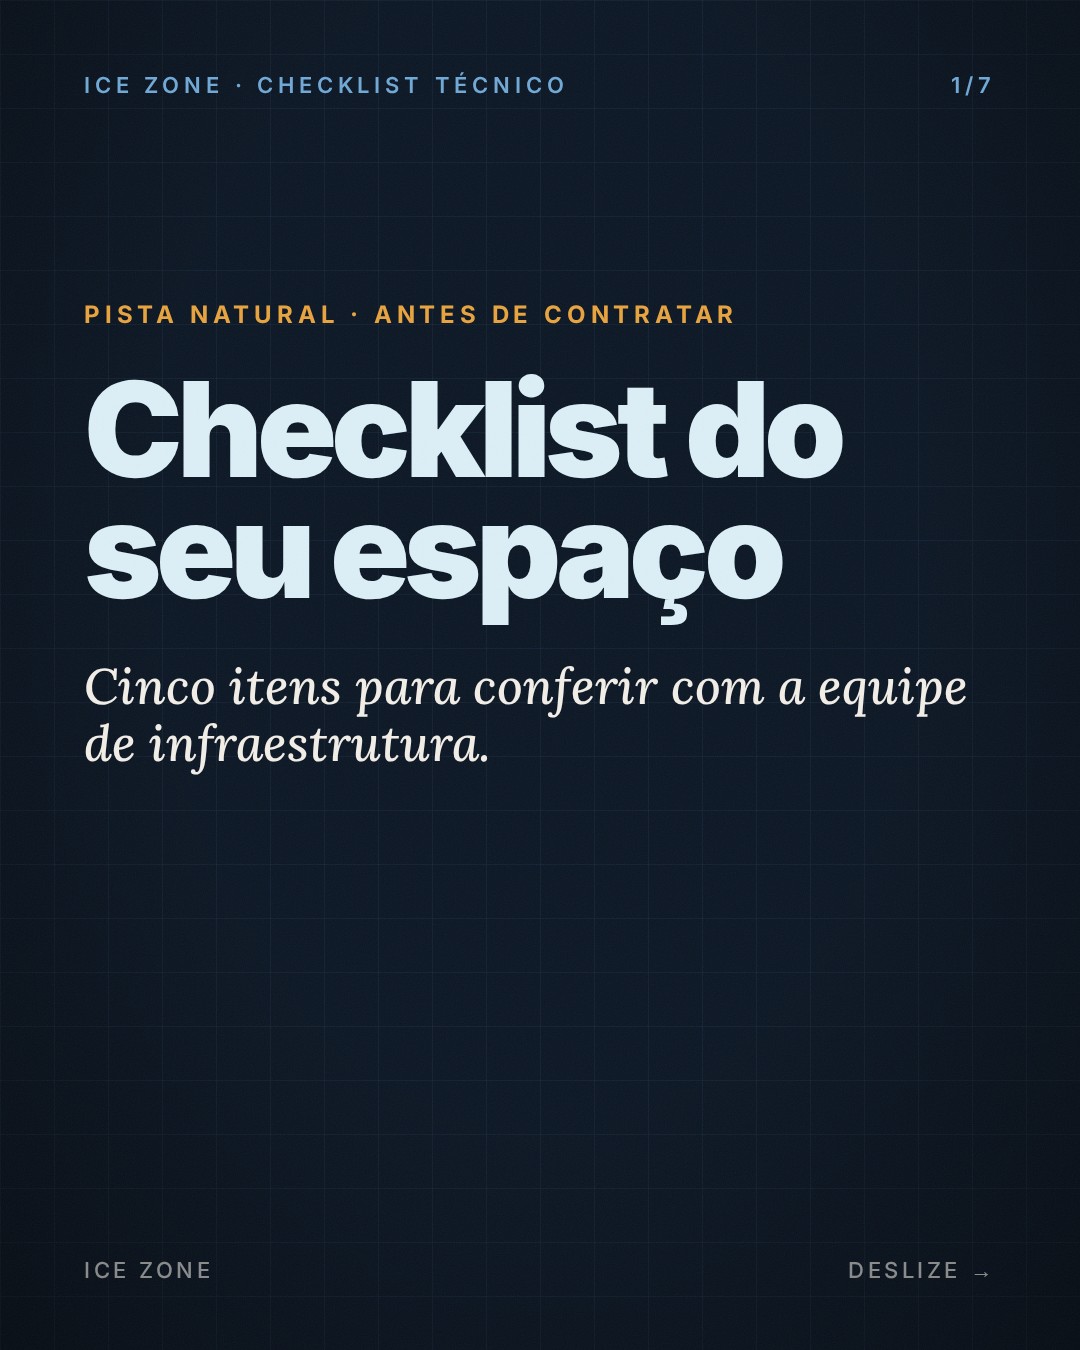 ICE ZONE · CHECKLIST TÉCNICO
1/7
PISTA NATURAL · ANTES DE CONTRATAR
Checklist do
seu espaço
Cinco itens para conferir com a equipe
de infraestrutura.
ICE ZONE
DESLIZE →